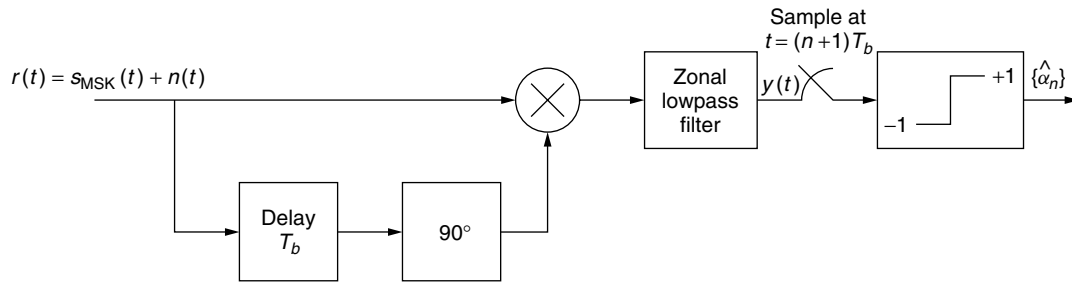 r(t) = s_MSK(t) + n(t)
Delay
T_b
90°
Zonal
lowpass
filter
y(t)
Sample at
t = (n + 1)T_b
+1
−1
{α̂_n}